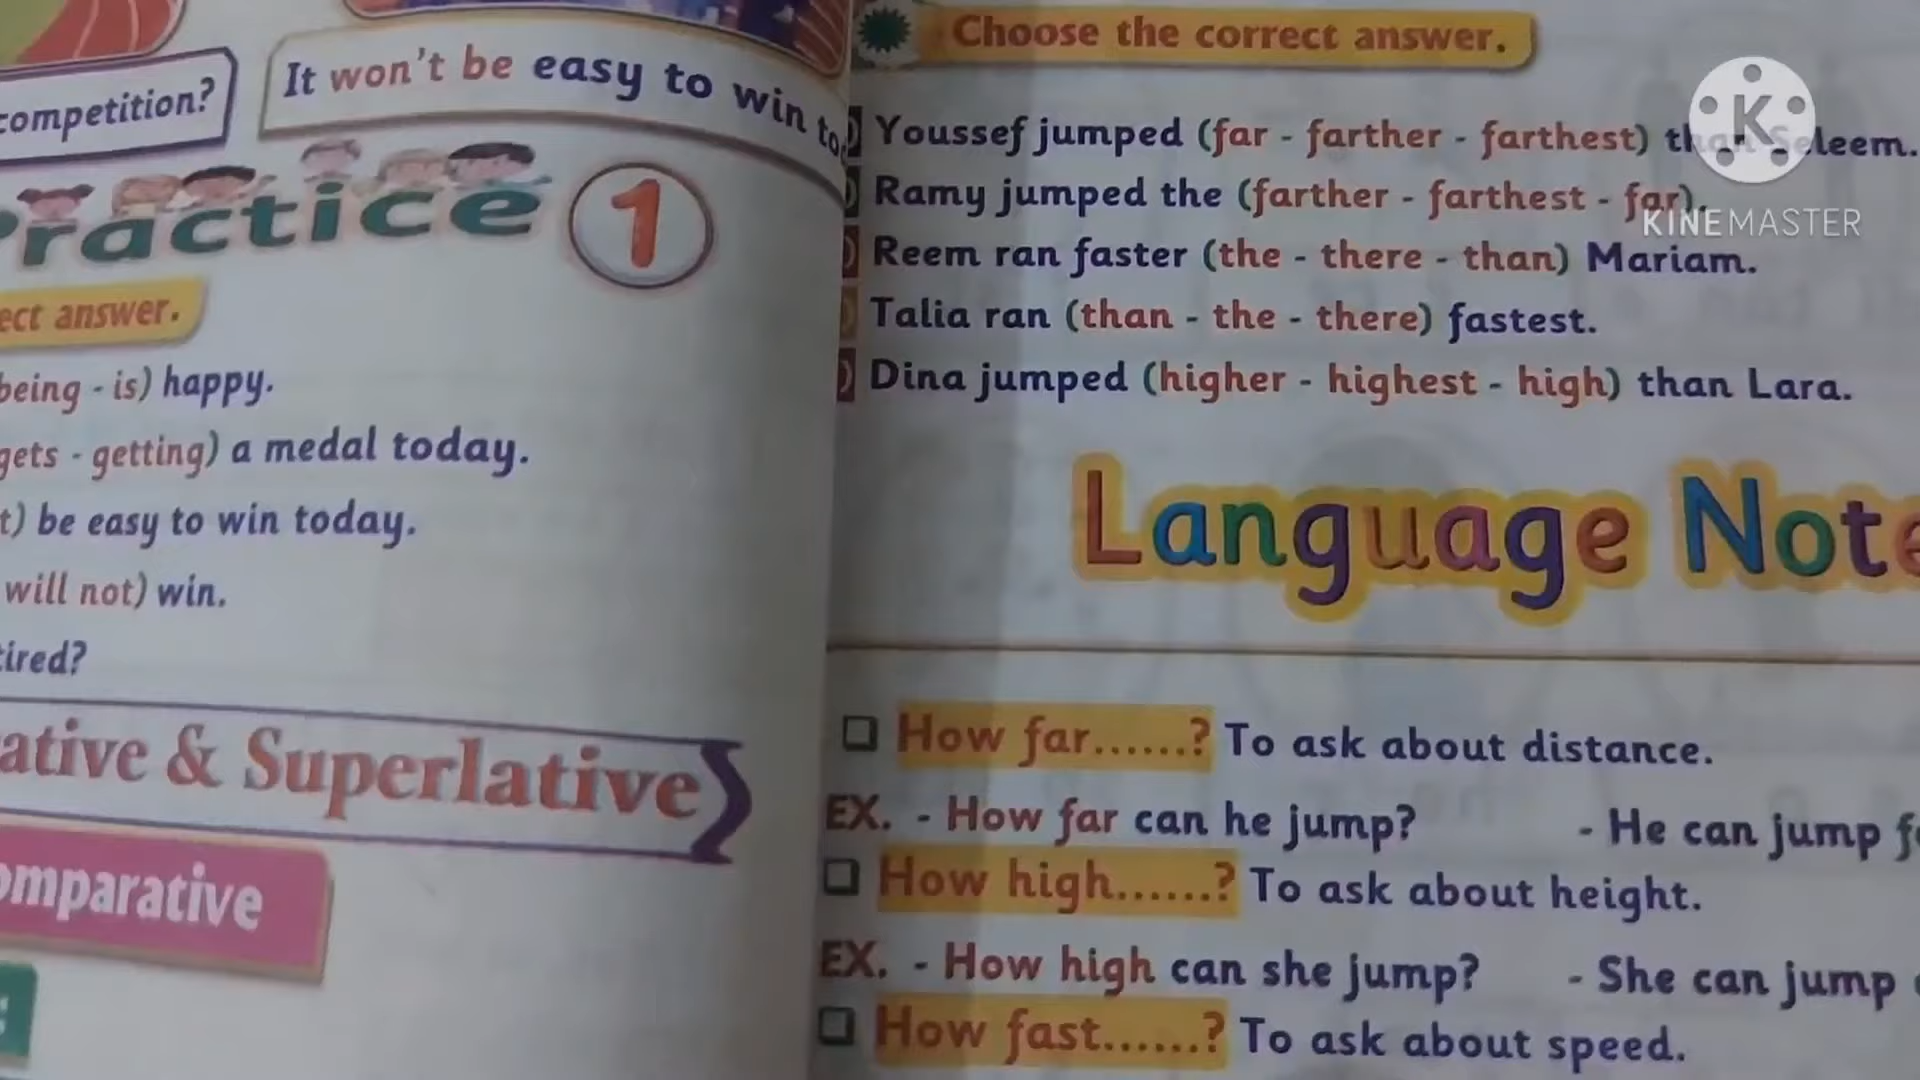 competition?
It won't be easy to win to
Practice 1
ect answer.
being - is) happy.
gets - getting) a medal today.
t) be easy to win today.
will not) win.
tired?
ative & Superlative
omparative
Choose the correct answer.
Youssef jumped (far - farther - farthest) than Seleem.
Ramy jumped the (farther - farthest - far).
Reem ran faster (the - there - than) Mariam.
Talia ran (than - the - there) fastest.
Dina jumped (higher - highest - high) than Lara.
Language Note
How far......? To ask about distance.
EX. - How far can he jump? - He can jump f
How high......? To ask about height.
EX. - How high can she jump? - She can jump
How fast......? To ask about speed.
K
KINEMASTER